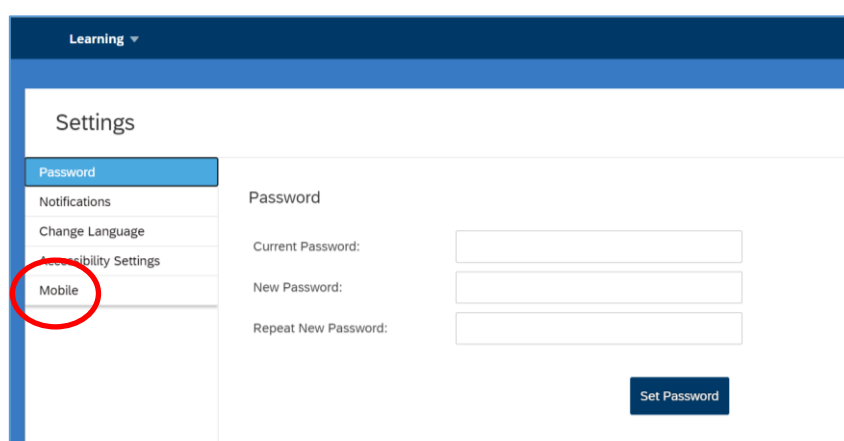 Learning
Settings
Password
Notifications
Change Language
Accessibility Settings
Mobile
Password
Current Password:
New Password:
Repeat New Password:
Set Password